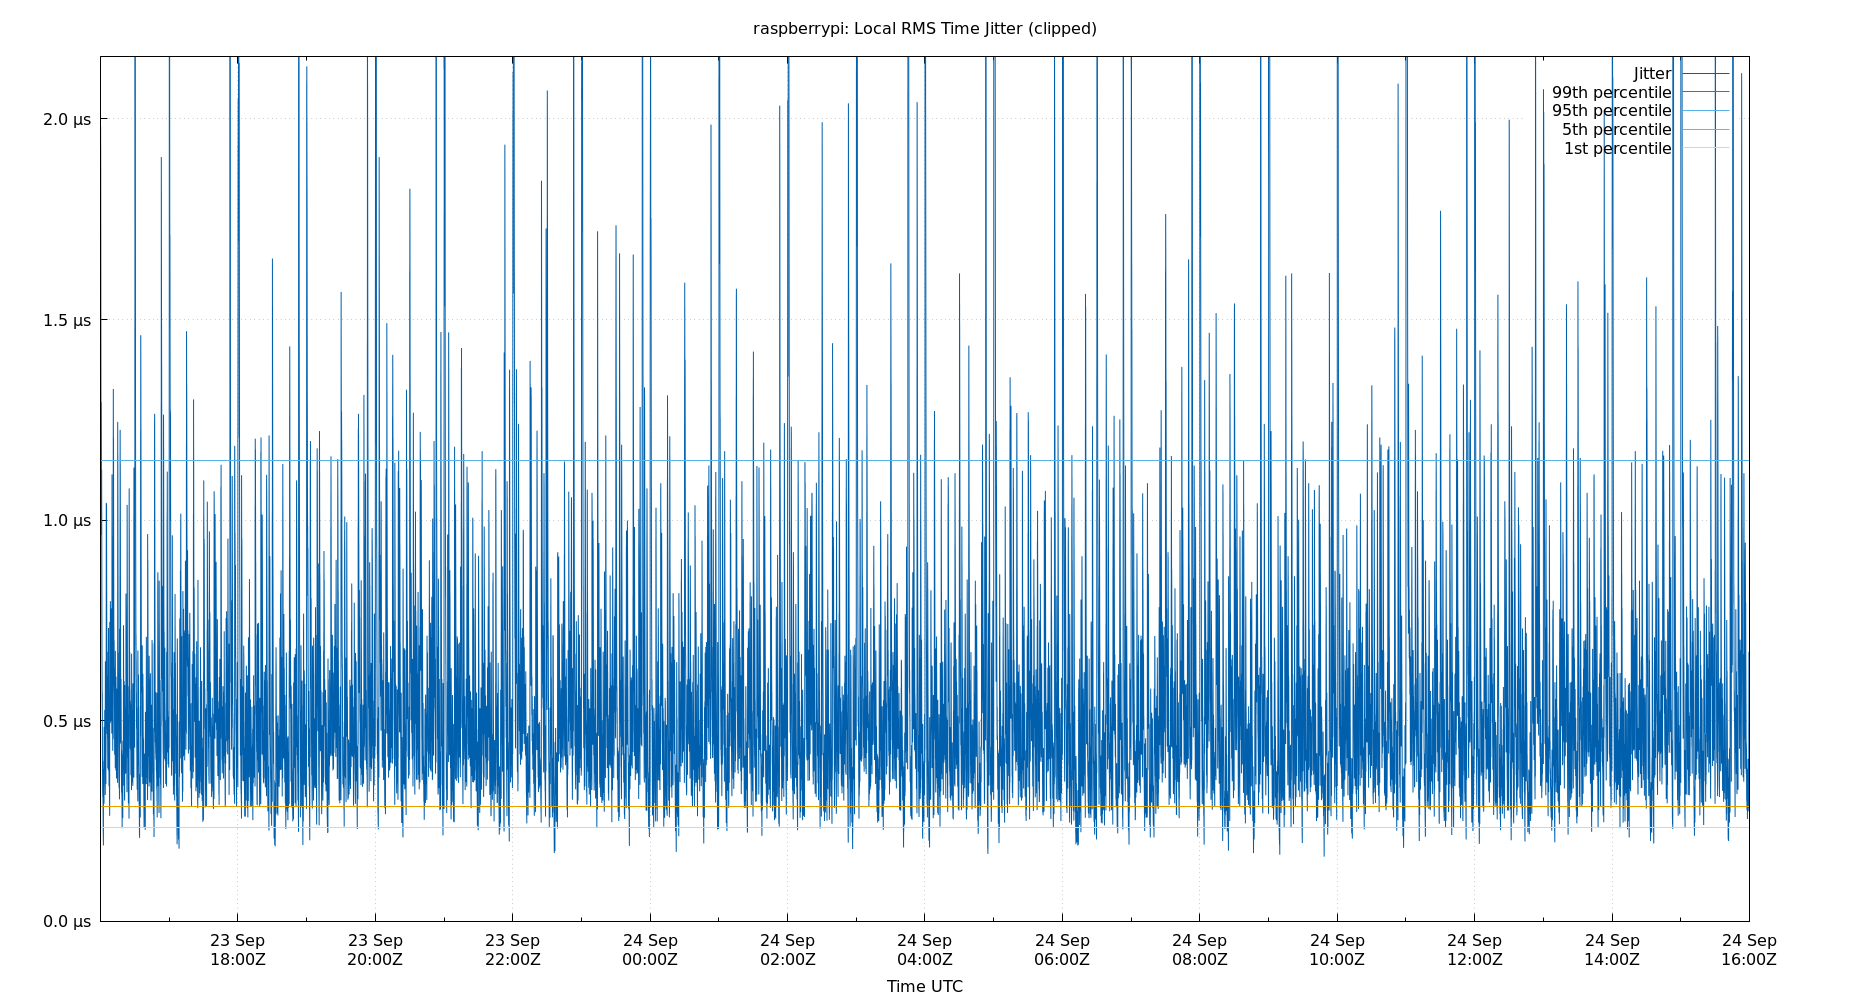 raspberrypi: Local RMS Time Jitter (clipped)
Jitter
99th percentile
95th percentile
5th percentile
1st percentile
2.0 μs
1.5 μs
1.0 μs
0.5 μs
0.0 μs
23 Sep 23 Sep 23 Sep 24 Sep 24 Sep 24 Sep 24 Sep 24 Sep 24 Sep 24 Sep 24 Sep 24 Sep
18:00Z 20:00Z 22:00Z 00:00Z 02:00Z 04:00Z 06:00Z 08:00Z 10:00Z 12:00Z 14:00Z 16:00Z
Time UTC